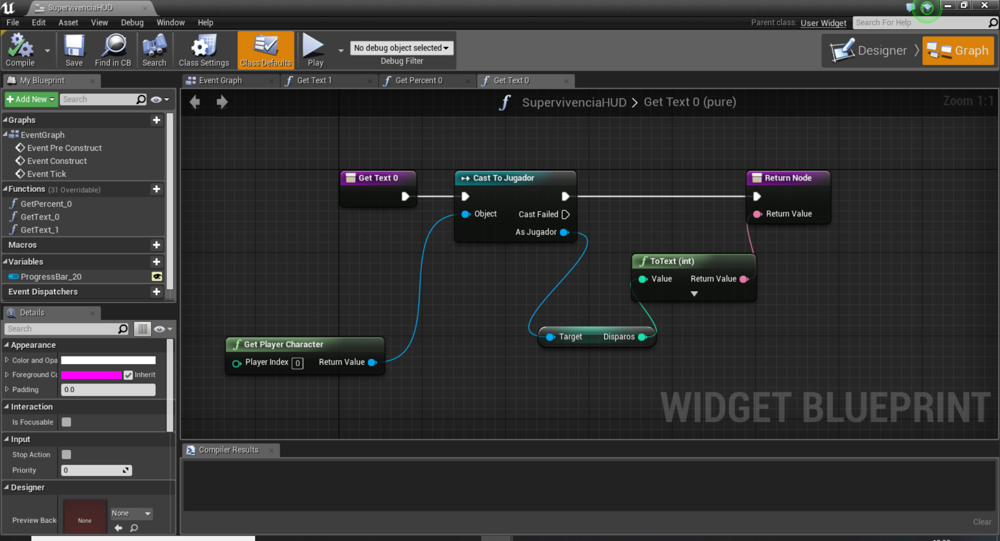 SupervivenciaHUD
File Edit Asset View Debug Window Help
Parent class: User Widget Search For Help
Compile Save Find in CB Search Class Settings Class Defaults Play
No debug object selected
Debug Filter
Designer Graph
My Blueprint
Event Graph Get Text 1 Get Percent 0 Get Text 0
Add New Search
SupervivenciaHUD > Get Text 0 (pure)
Zoom 1:1
Graphs
EventGraph
Event Pre Construct
Event Construct
Event Tick
Functions (31 Overridable)
GetPercent_0
GetText_0
GetText_1
Macros
Variables
ProgressBar_20
Event Dispatchers
Get Text 0
Cast To Jugador
Object
Cast Failed
As Jugador
Return Node
Return Value
ToText (int)
Value Return Value
Target Disparos
Get Player Character
Player Index 0 Return Value
WIDGET BLUEPRINT
Details
Search
Appearance
Color and Opa
Foreground Co Inherit
Padding 0.0
Interaction
Is Focusable
Input
Stop Action
Priority 0
Designer
Preview Back None None
Compiler Results
Clear